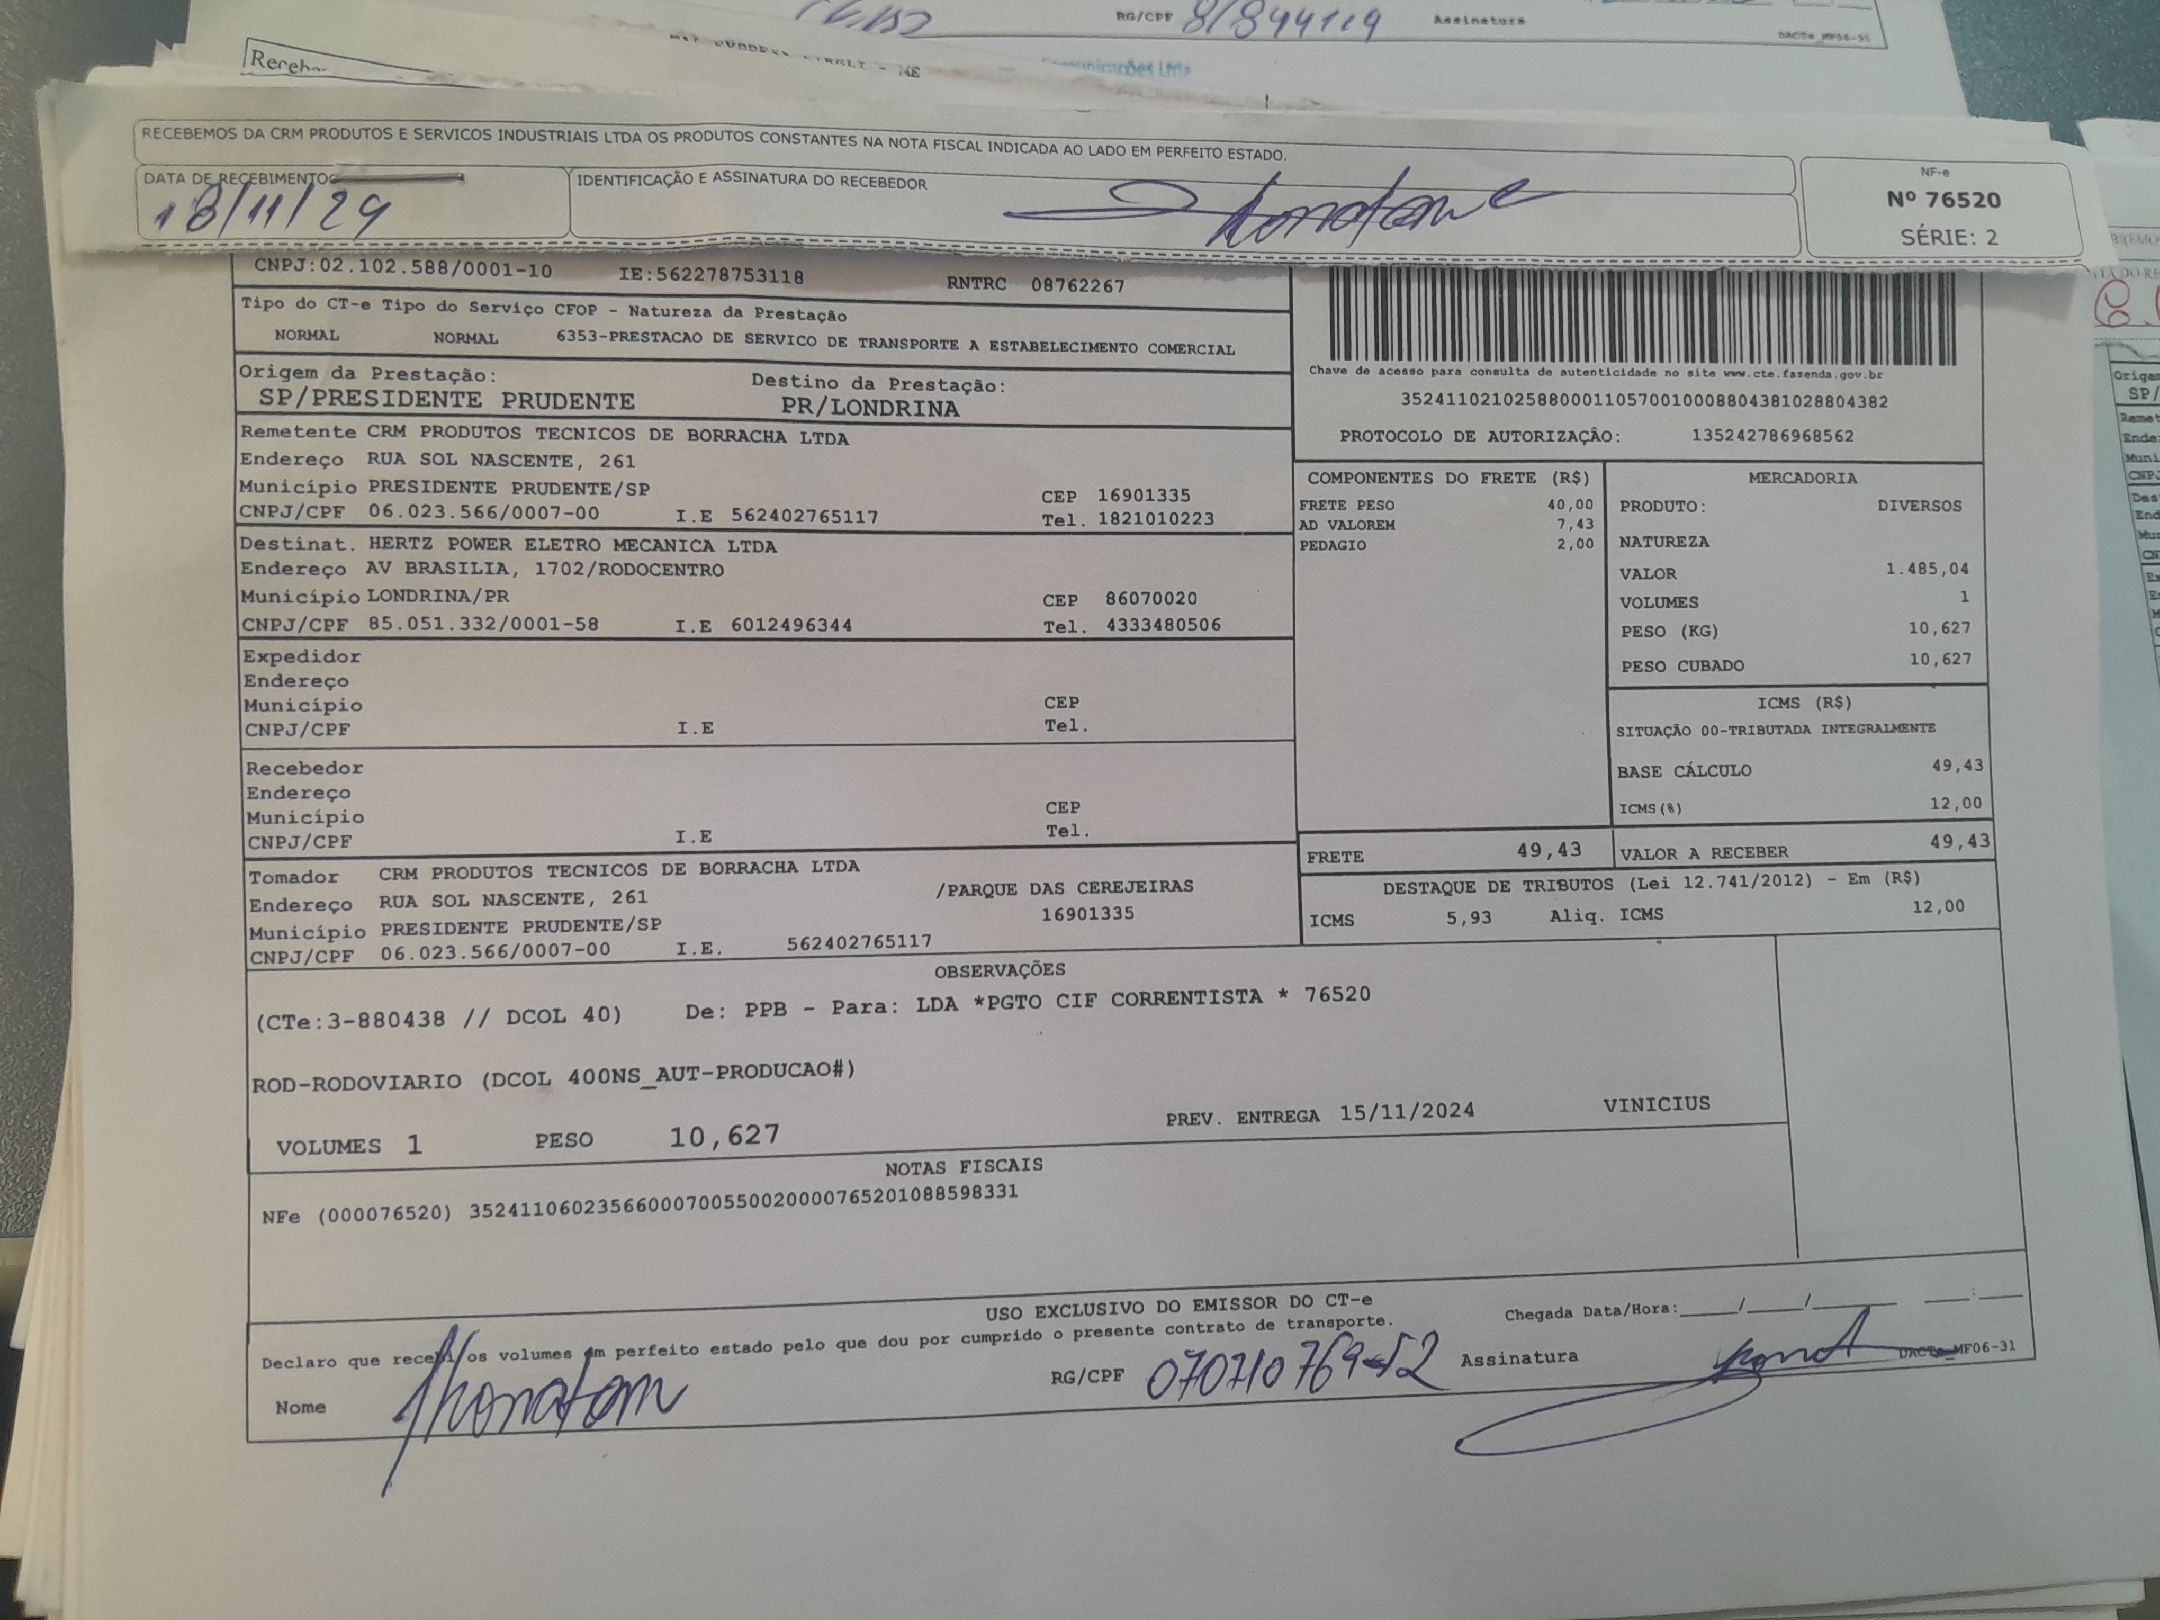 RG/CPF 8/844119 Assinatura
DACTe_MF06-31
Receb
RECEBEMOS DA CRM PRODUTOS E SERVICOS INDUSTRIAIS LTDA OS PRODUTOS CONSTANTES NA NOTA FISCAL INDICADA AO LADO EM PERFEITO ESTADO.
DATA DE RECEBIMENTO
18/11/24
IDENTIFICAÇÃO E ASSINATURA DO RECEBEDOR
NF-e
Nº 76520
SÉRIE: 2
CNPJ:02.102.588/0001-10 IE:562278753118 RNTRC 08762267
Tipo do CT-e Tipo do Serviço CFOP - Natureza da Prestação
NORMAL NORMAL 6353-PRESTACAO DE SERVICO DE TRANSPORTE A ESTABELECIMENTO COMERCIAL
Chave de acesso para consulta de autenticidade no site www.cte.fazenda.gov.br
35241102102588000110570010008804381028804382
PROTOCOLO DE AUTORIZAÇÃO: 135242786968562
Origem da Prestação: Destino da Prestação:
SP/PRESIDENTE PRUDENTE PR/LONDRINA
Remetente CRM PRODUTOS TECNICOS DE BORRACHA LTDA
Endereço RUA SOL NASCENTE, 261
Município PRESIDENTE PRUDENTE/SP CEP 16901335
CNPJ/CPF 06.023.566/0007-00 I.E 562402765117 Tel. 1821010223
Destinat. HERTZ POWER ELETRO MECANICA LTDA
Endereço AV BRASILIA, 1702/RODOCENTRO
Município LONDRINA/PR CEP 86070020
CNPJ/CPF 85.051.332/0001-58 I.E 6012496344 Tel. 4333480506
Expedidor
Endereço
Município CEP
CNPJ/CPF I.E Tel.
Recebedor
Endereço
Município CEP
CNPJ/CPF I.E Tel.
Tomador CRM PRODUTOS TECNICOS DE BORRACHA LTDA
Endereço RUA SOL NASCENTE, 261 /PARQUE DAS CEREJEIRAS
Município PRESIDENTE PRUDENTE/SP 16901335
CNPJ/CPF 06.023.566/0007-00 I.E. 562402765117
COMPONENTES DO FRETE (R$)
FRETE PESO 40,00
AD VALOREM 7,43
PEDAGIO 2,00
MERCADORIA
PRODUTO: DIVERSOS
NATUREZA
VALOR 1.485,04
VOLUMES 1
PESO (KG) 10,627
PESO CUBADO 10,627
ICMS (R$)
SITUAÇÃO 00-TRIBUTADA INTEGRALMENTE
BASE CÁLCULO 49,43
ICMS(%) 12,00
FRETE 49,43 VALOR A RECEBER 49,43
DESTAQUE DE TRIBUTOS (Lei 12.741/2012) - Em (R$)
ICMS 5,93 Aliq. ICMS 12,00
OBSERVAÇÕES
(CTe:3-880438 // DCOL 40) De: PPB - Para: LDA *PGTO CIF CORRENTISTA * 76520
ROD-RODOVIARIO (DCOL 400NS_AUT-PRODUCAO#)
VOLUMES 1 PESO 10,627 PREV. ENTREGA 15/11/2024 VINICIUS
NOTAS FISCAIS
NFe (000076520) 35241106023566000700550020000765201088598331
USO EXCLUSIVO DO EMISSOR DO CT-e
Declaro que recebi os volumes em perfeito estado pelo que dou por cumprido o presente contrato de transporte.
Chegada Data/Hora:____/____/______ ___:___
Nome Jhonatan RG/CPF 070710769-52 Assinatura
DACTe_MF06-31